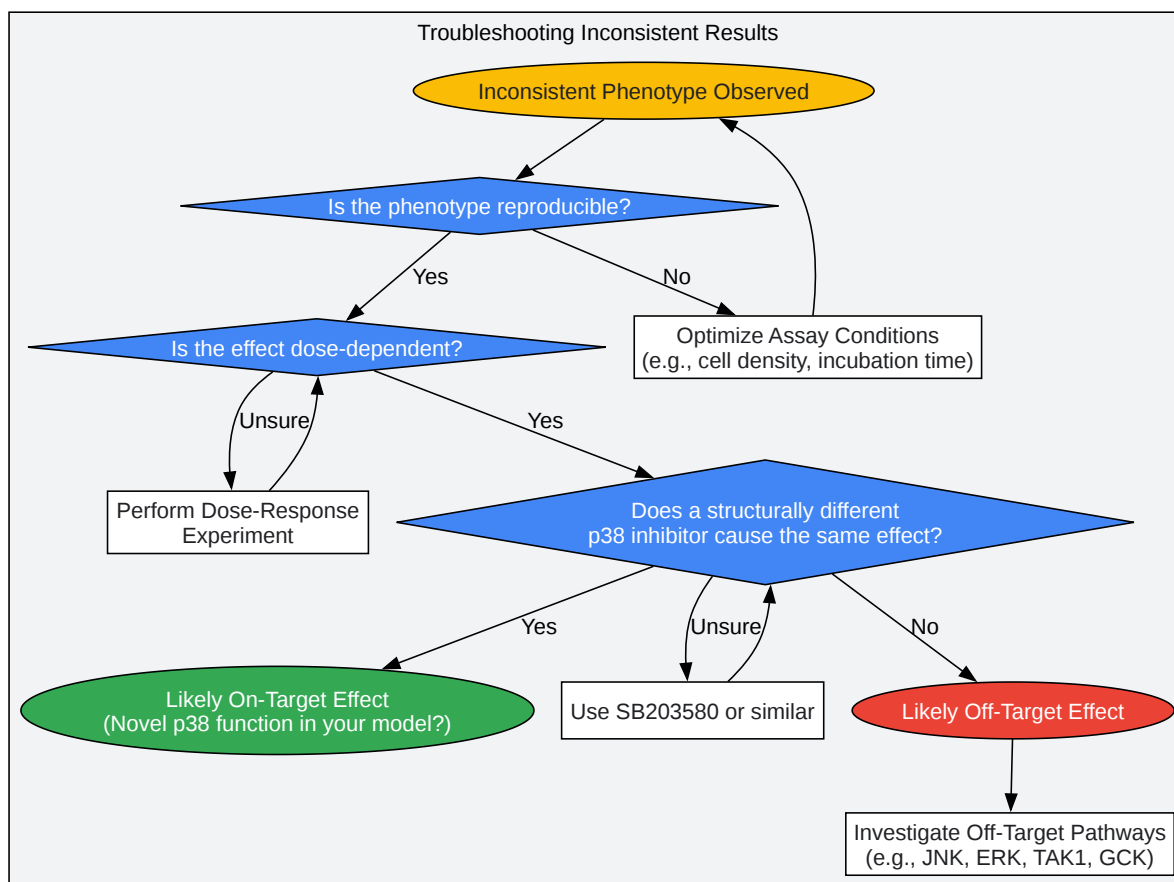 Troubleshooting Inconsistent Results
Inconsistent Phenotype Observed
Is the phenotype reproducible?
Yes
No
Is the effect dose-dependent?
Optimize Assay Conditions
(e.g., cell density, incubation time)
Unsure
Yes
Perform Dose-Response
Experiment
Does a structurally different
p38 inhibitor cause the same effect?
Yes
Unsure
No
Likely On-Target Effect
(Novel p38 function in your model?)
Use SB203580 or similar
Likely Off-Target Effect
Investigate Off-Target Pathways
(e.g., JNK, ERK, TAK1, GCK)